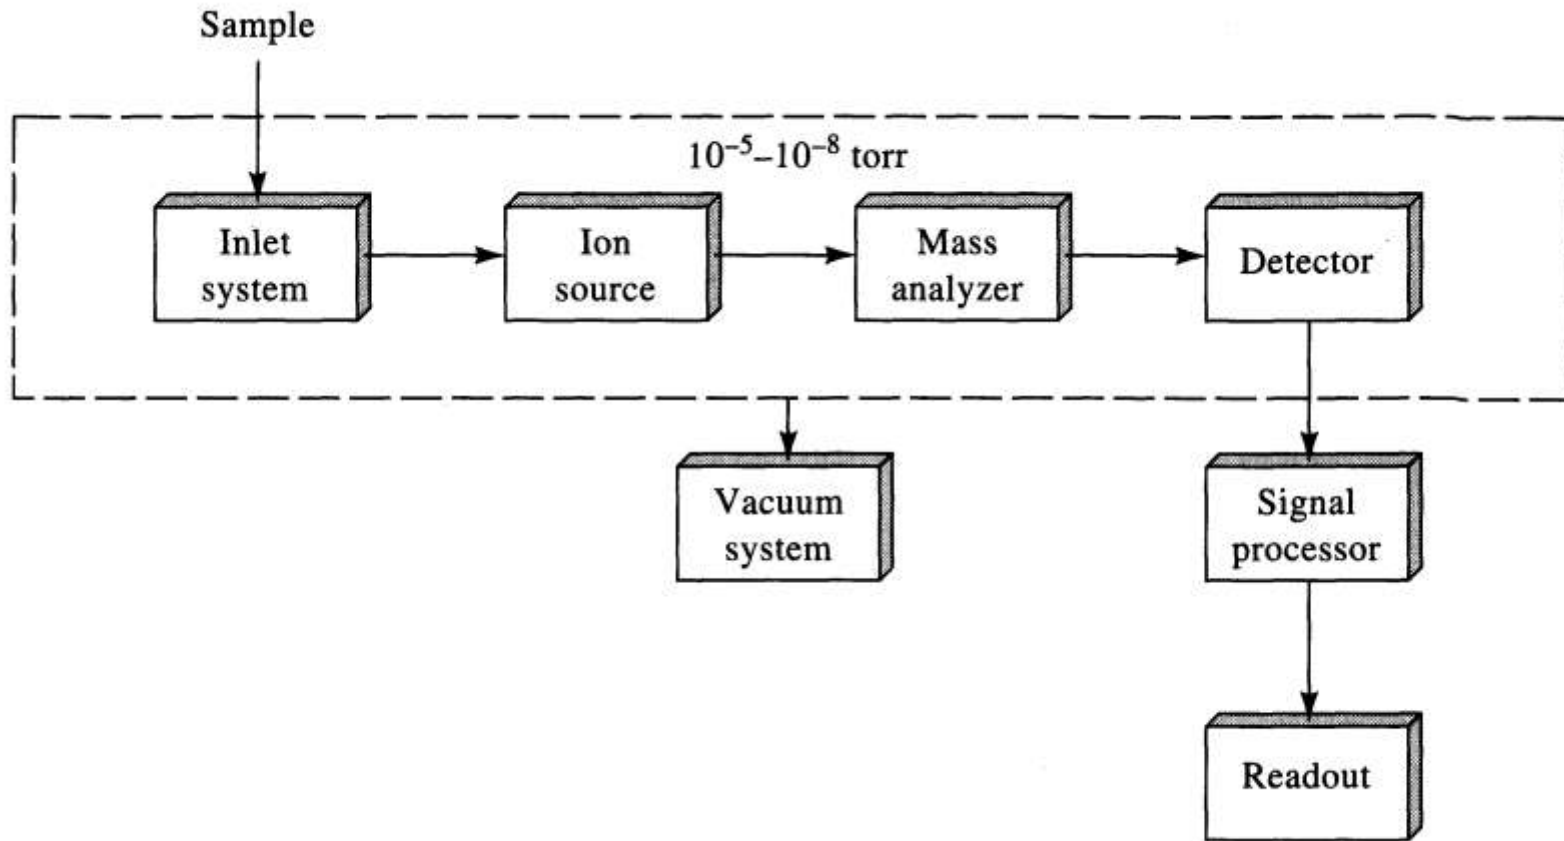 Sample
10⁻⁵–10⁻⁸ torr
Inlet
system
Ion
source
Mass
analyzer
Detector
Vacuum
system
Signal
processor
Readout